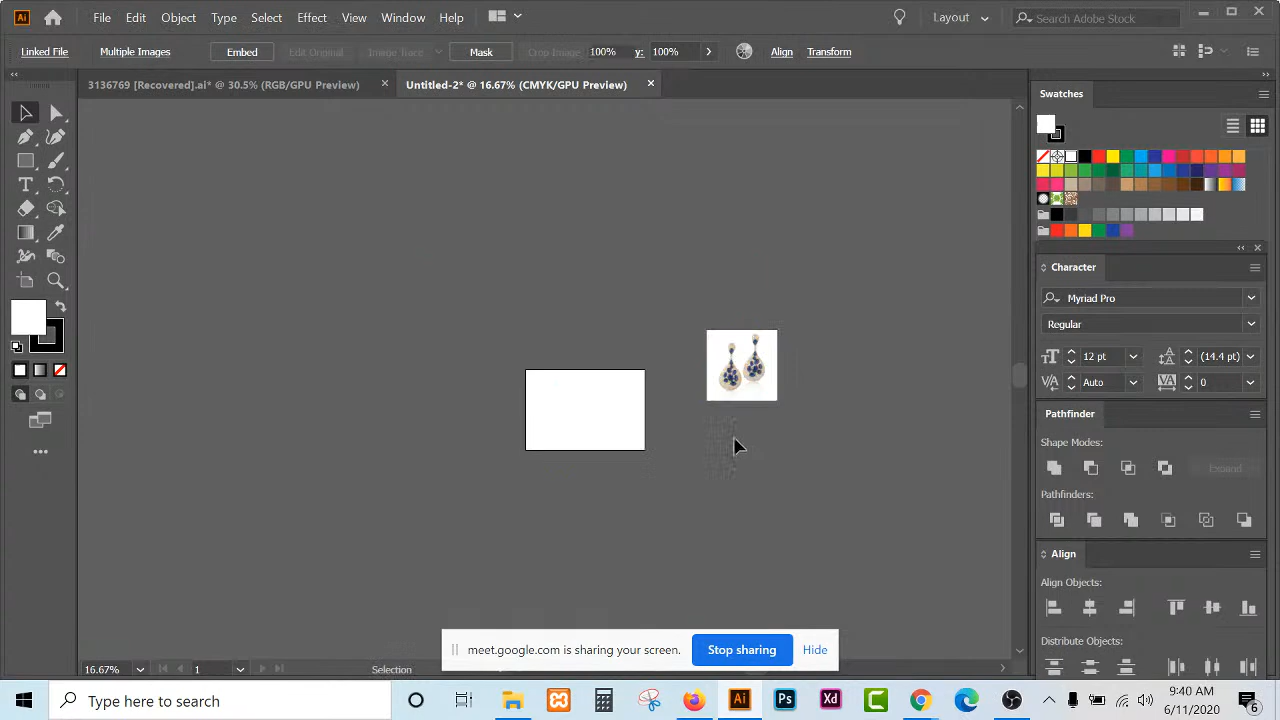 Ai File Edit Object Type Select Effect View Window Help Layout Search Adobe Stock
Linked File Multiple Images Embed Edit Original Image Trace Mask Crop Image 100% y: 100% Align Transform
3136769 [Recovered].ai* @ 30.5% (RGB/GPU Preview) Untitled-2* @ 16.67% (CMYK/GPU Preview)
Swatches
Character
Myriad Pro
Regular
12 pt (14.4 pt)
Auto 0
Pathfinder
Shape Modes:
Expand
Pathfinders:
Align
Align Objects:
Distribute Objects:
meet.google.com is sharing your screen. Stop sharing Hide
16.67% 1 Selection
Type here to search Ai Ps Xd 9:40 AM
6/11/2020 6